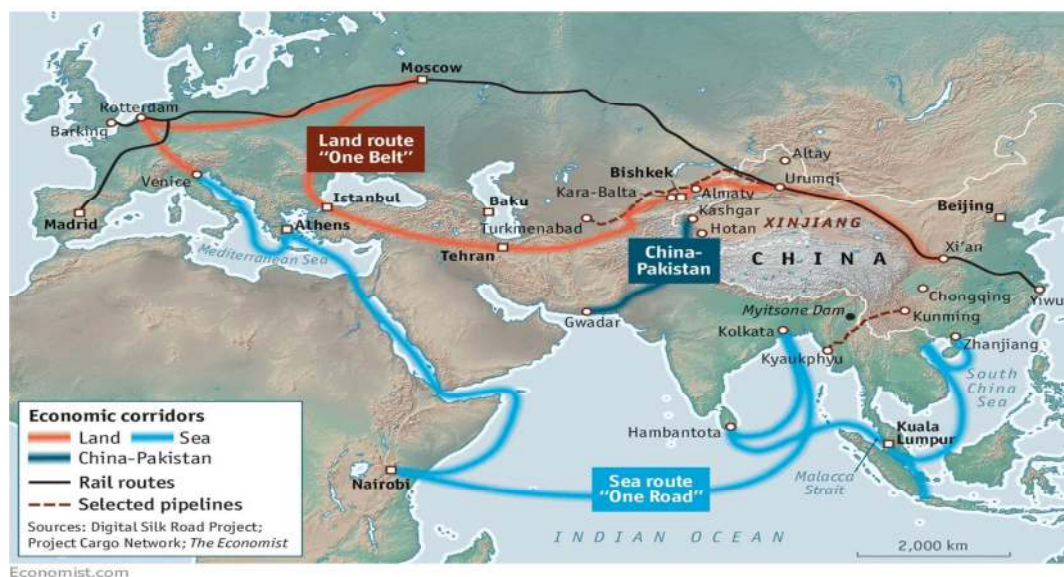 Moscow
Rotterdam
Barking
Land route
"One Belt"
Venice
Madrid
Istanbul
Athens
Mediterranean Sea
Baku
Tehran
Turkmenabad
Kara-Balta
Bishkek
Almaty
Altay
Urumqi
Kashgar
Hotan
XINJIANG
Beijing
Xi'an
CHINA
China-
Pakistan
Gwadar
Chongqing
Yiwu
Myitsone Dam
Kunming
Kolkata
Kyaukphyu
Zhanjiang
South
China
Sea
Hambantota
Kuala
Lumpur
Malacca
Strait
Nairobi
Sea route
"One Road"
INDIAN OCEAN
2,000 km
Economic corridors
Land Sea
China-Pakistan
Rail routes
Selected pipelines
Sources: Digital Silk Road Project;
Project Cargo Network; The Economist
Economist.com